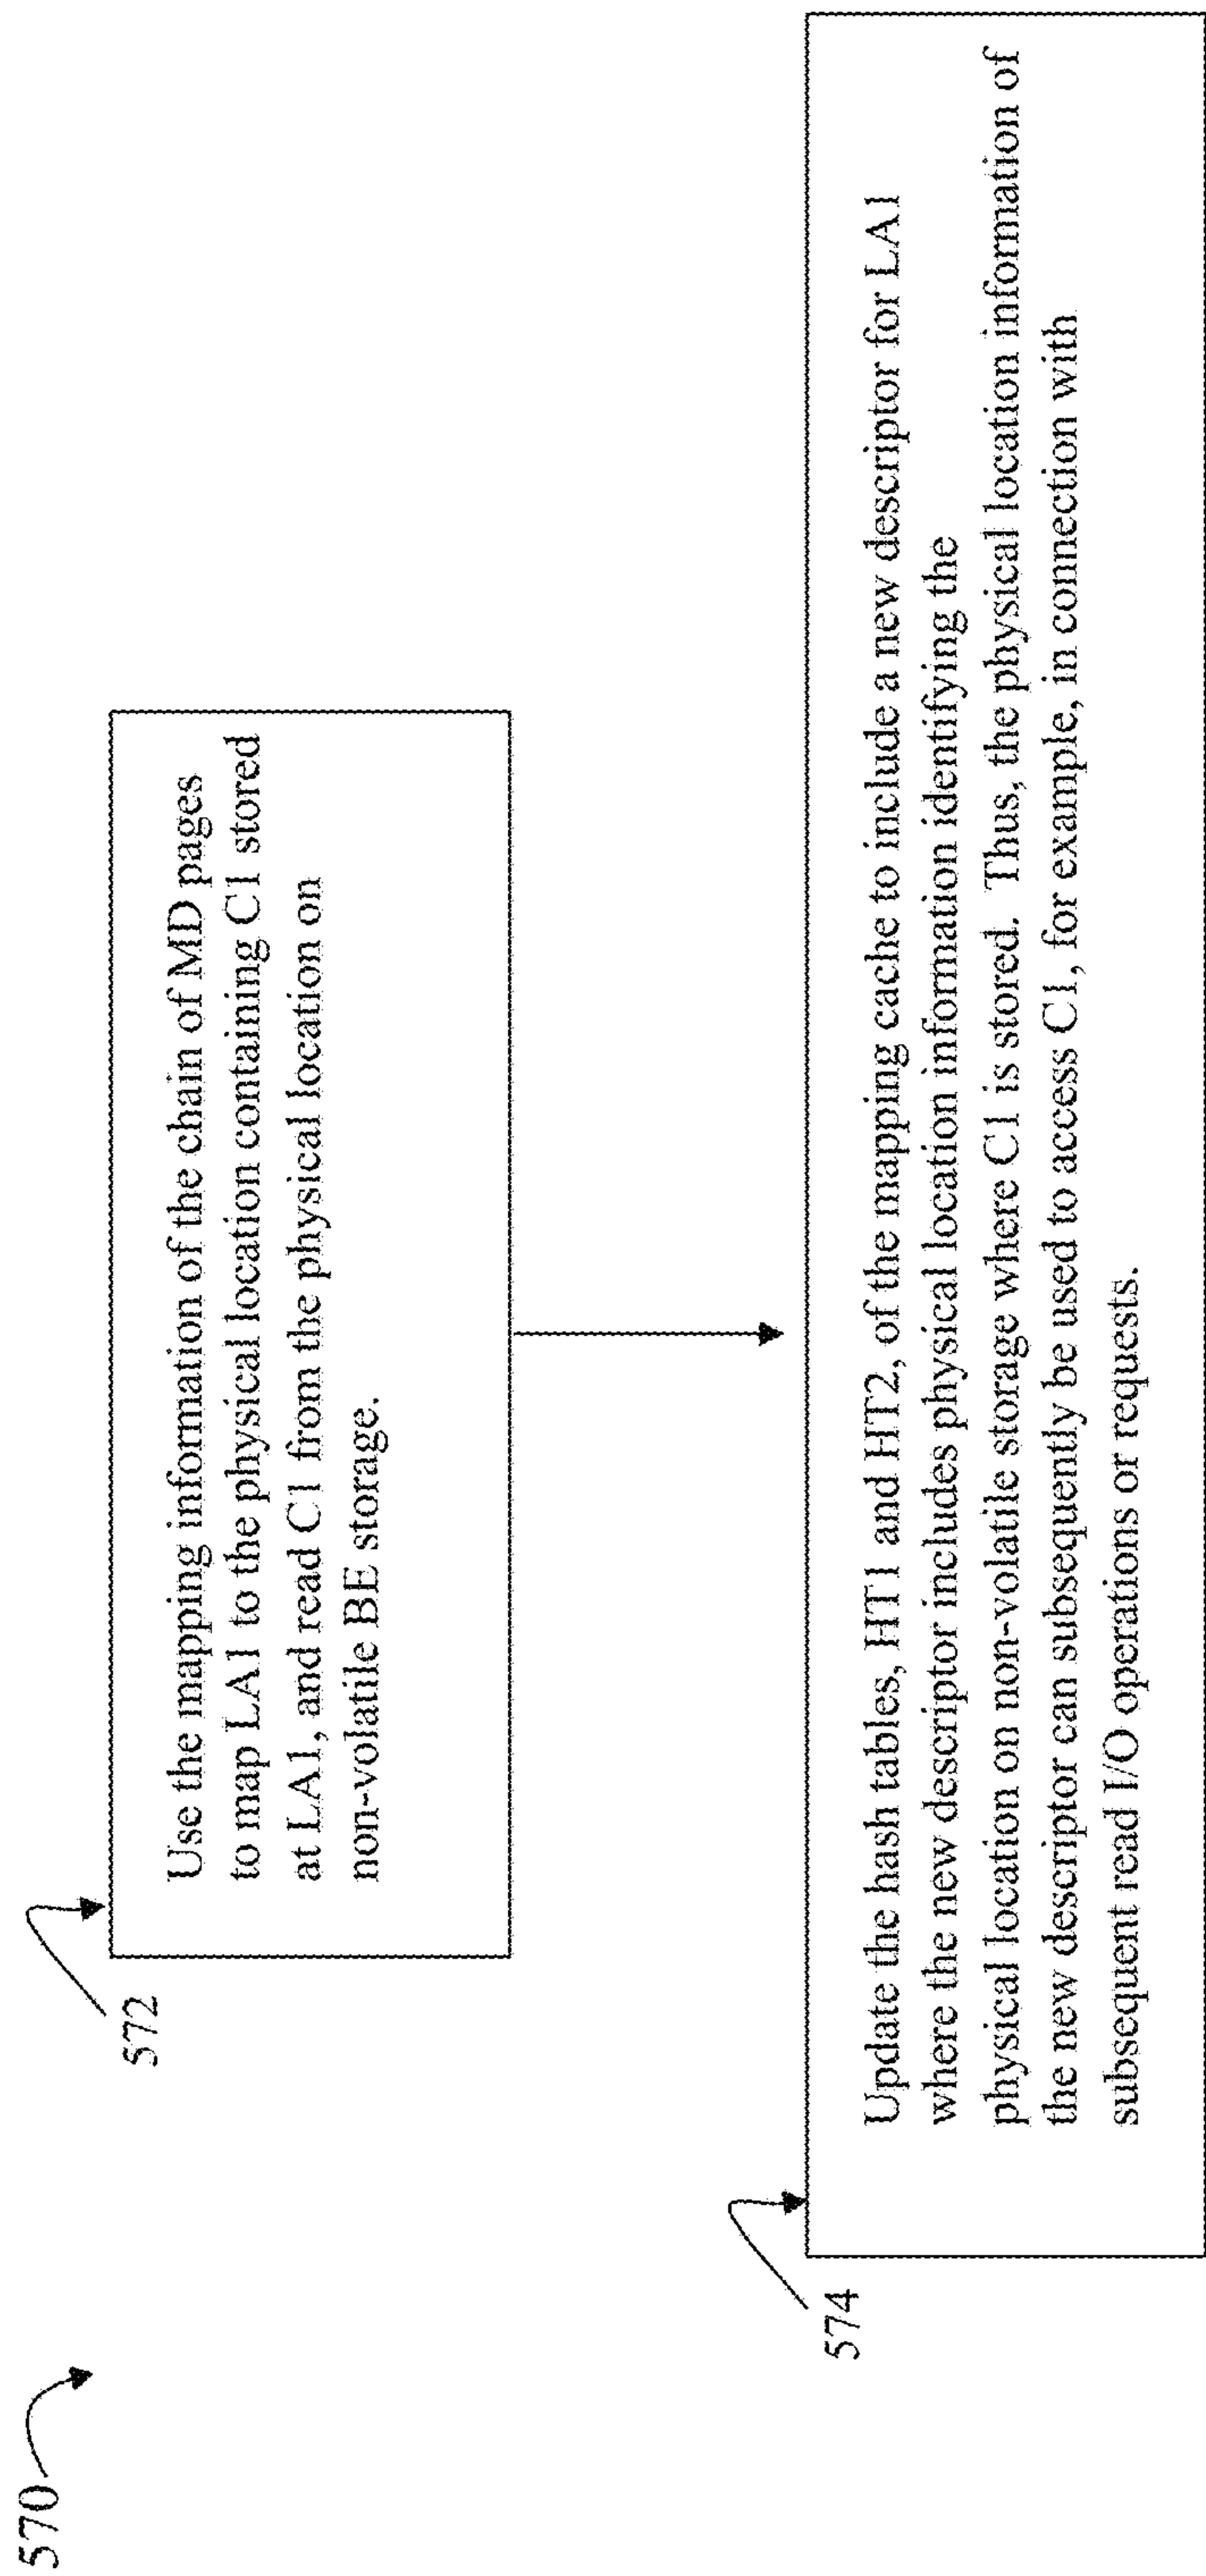 570
572
Use the mapping information of the chain of MD pages
to map LA1 to the physical location containing C1 stored
at LA1, and read C1 from the physical location on
non-volatile BE storage.
574
Update the hash tables, HT1 and HT2, of the mapping cache to include a new descriptor for LA1
where the new descriptor includes physical location information identifying the
physical location on non-volatile storage where C1 is stored.  Thus, the physical location information of
the new descriptor can subsequently be used to access C1, for example, in connection with
subsequent read I/O operations or requests.